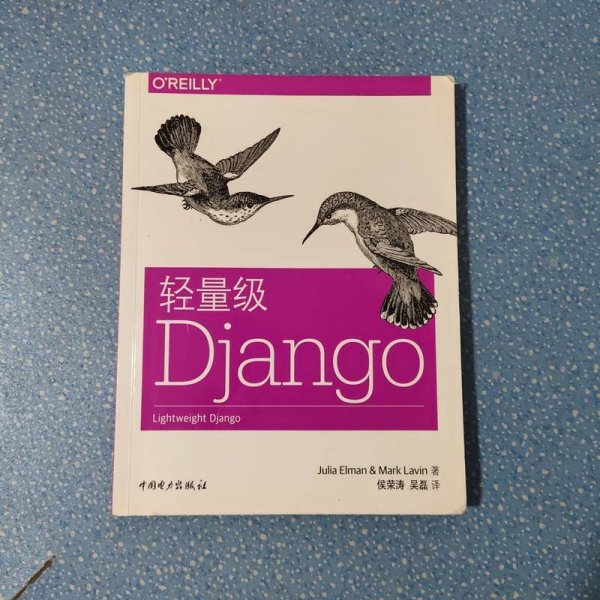 O'REILLY®
轻量级
Django
Lightweight Django
Julia Elman & Mark Lavin 著
侯荣涛 吴磊 译
中国电力出版社